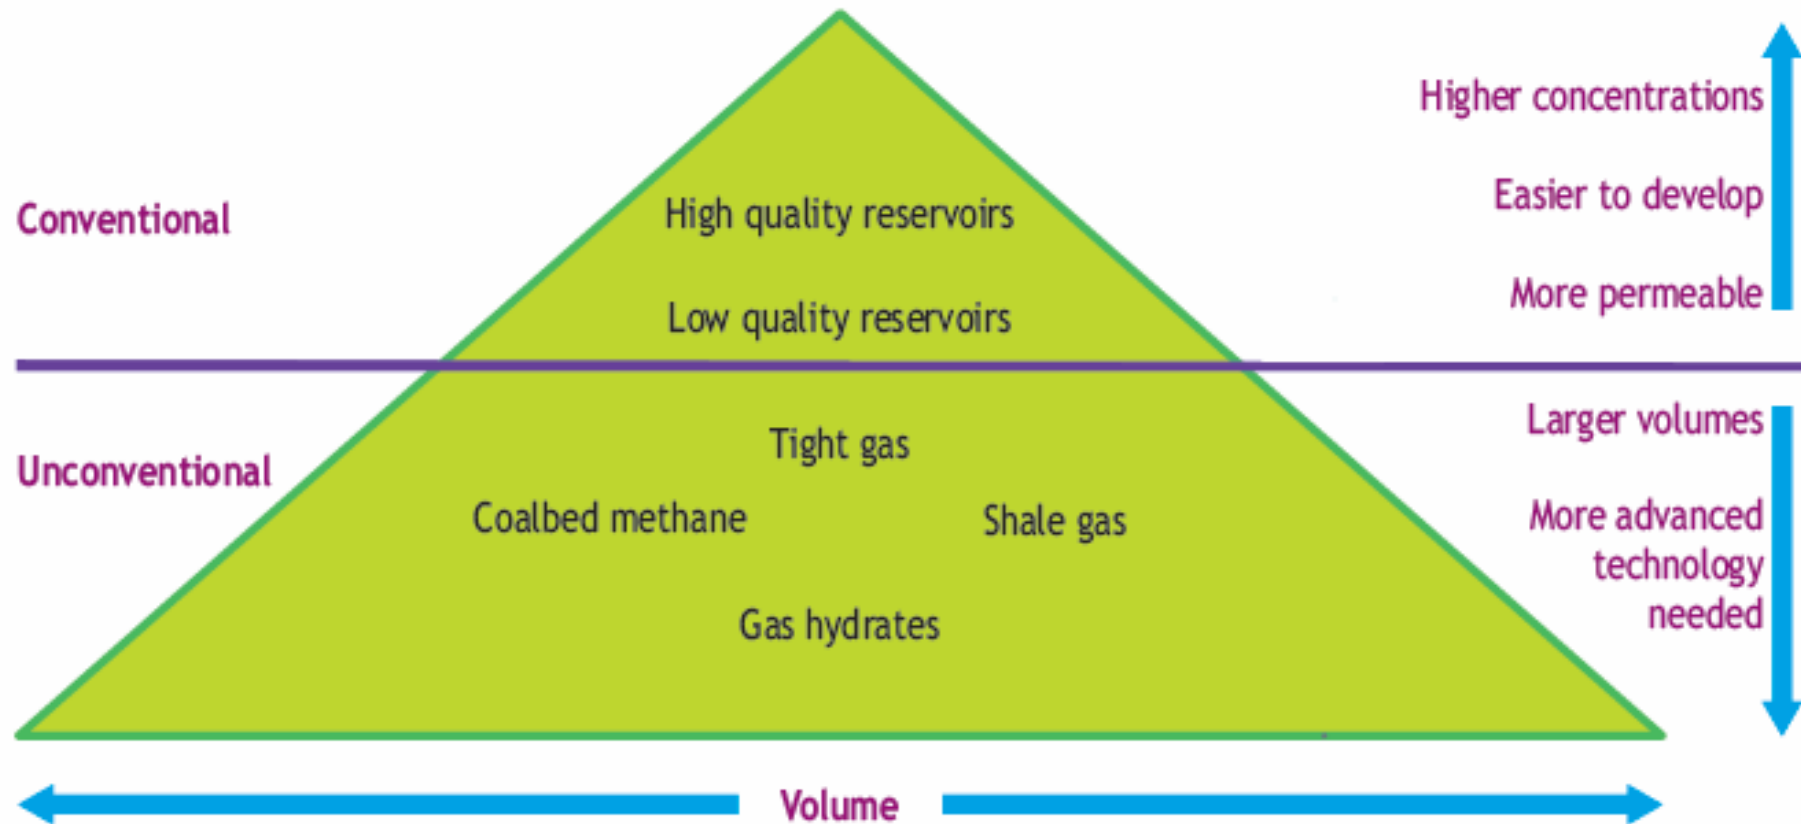 Higher concentrations
Easier to develop
Conventional
High quality reservoirs
More permeable
Low quality reservoirs
Larger volumes
Tight gas
Unconventional
More advanced
technology
needed
Coalbed methane
Shale gas
Gas hydrates
Volume